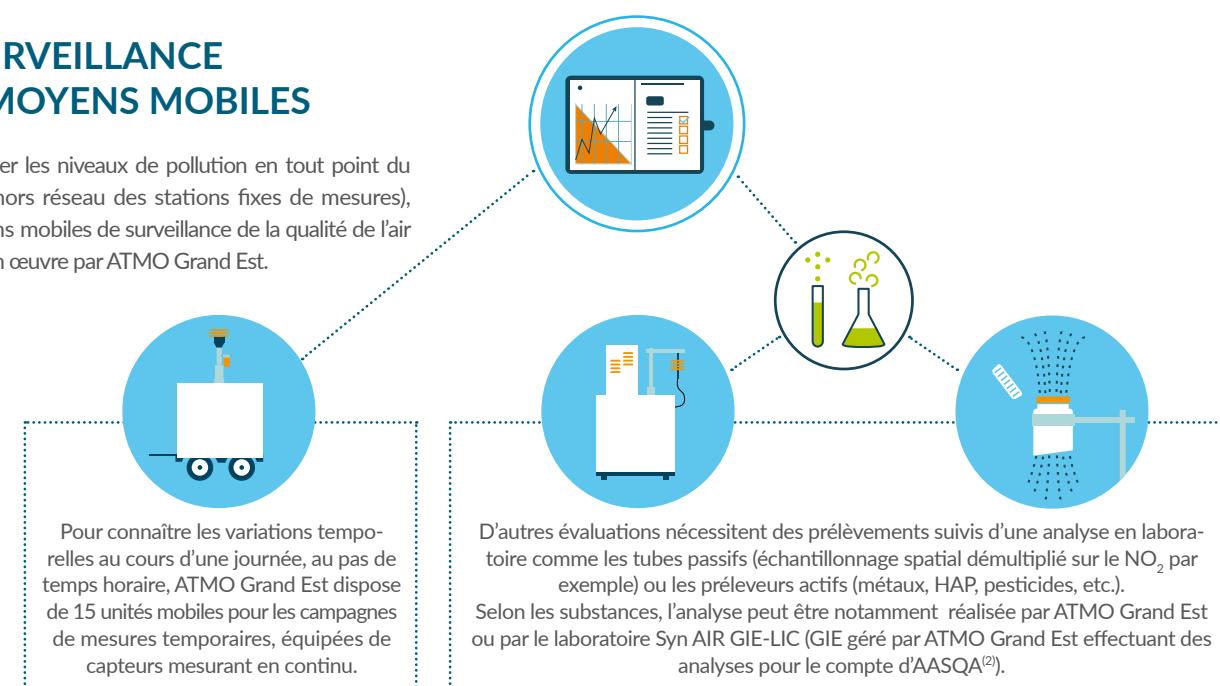 RVEILLANCE
MOYENS MOBILES
er les niveaux de pollution en tout point du
hors réseau des stations fixes de mesures),
ns mobiles de surveillance de la qualité de l'air
n œuvre par ATMO Grand Est.
Pour connaître les variations tempo-
relles au cours d'une journée, au pas de
temps horaire, ATMO Grand Est dispose
de 15 unités mobiles pour les campagnes
de mesures temporaires, équipées de
capteurs mesurant en continu.
D'autres évaluations nécessitent des prélèvements suivis d'une analyse en labora-
toire comme les tubes passifs (échantillonnage spatial démultiplié sur le NO₂ par
exemple) ou les préleveurs actifs (métaux, HAP, pesticides, etc.).
Selon les substances, l'analyse peut être notamment réalisée par ATMO Grand Est
ou par le laboratoire Syn AIR GIE-LIC (GIE géré par ATMO Grand Est effectuant des
analyses pour le compte d'AASQA⁽²⁾).